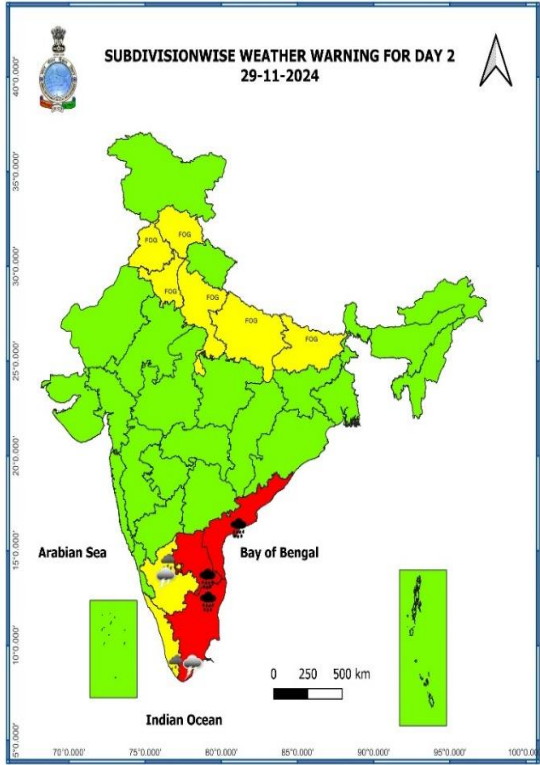 SUBDIVISIONWISE WEATHER WARNING FOR DAY 2
29-11-2024
40°0.000'
35°0.000'
30°0.000'
25°0.000'
20°0.000'
15°0.000'
10°0.000'
5°0.000'
FOG
FOG
FOG
FOG
FOG
FOG
Arabian Sea
Bay of Bengal
0 250 500 km
Indian Ocean
70°0.000' 75°0.000' 80°0.000' 85°0.000' 90°0.000' 95°0.000' 100°0.00